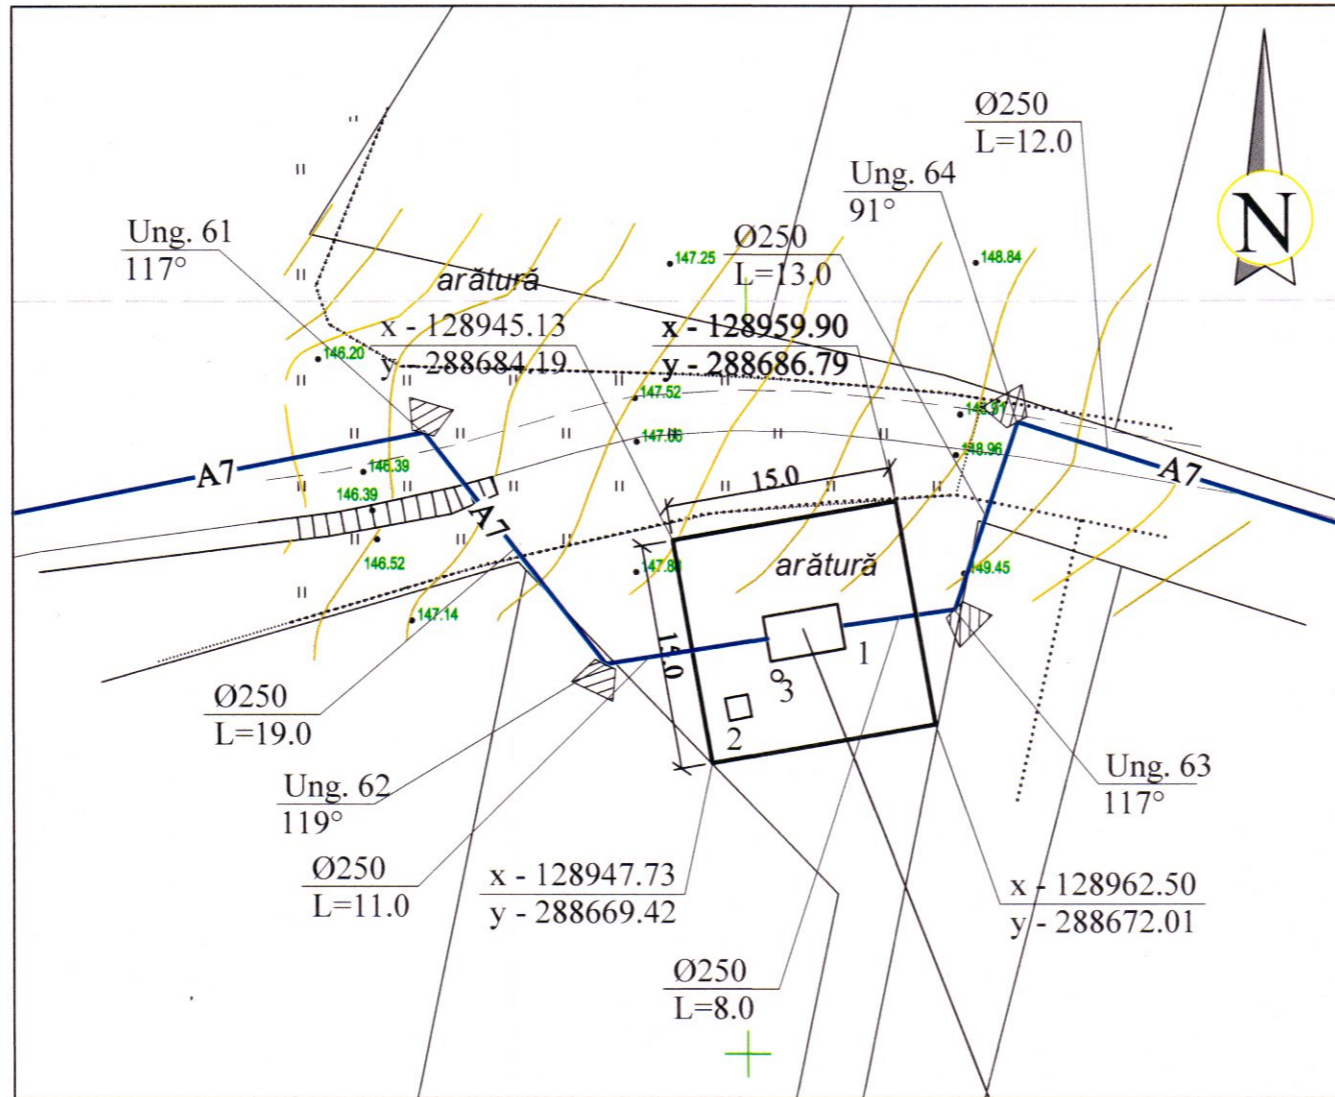 Ø250
L=12.0
Ung. 64
91°
N
Ung. 61
117°
Ø250
L=13.0
147.25
148.84
arătură
x - 128945.13
y - 288684.19
x - 128959.90
y - 288686.79
146.20
147.52
148.96
A7
146.39
A7
15.0
146.39
A7
146.52
arătură
149.45
147.14
15.0
1
3
2
Ø250
L=19.0
Ung. 62
119°
Ung. 63
117°
Ø250
L=11.0
x - 128947.73
y - 288669.42
x - 128962.50
y - 288672.01
Ø250
L=8.0